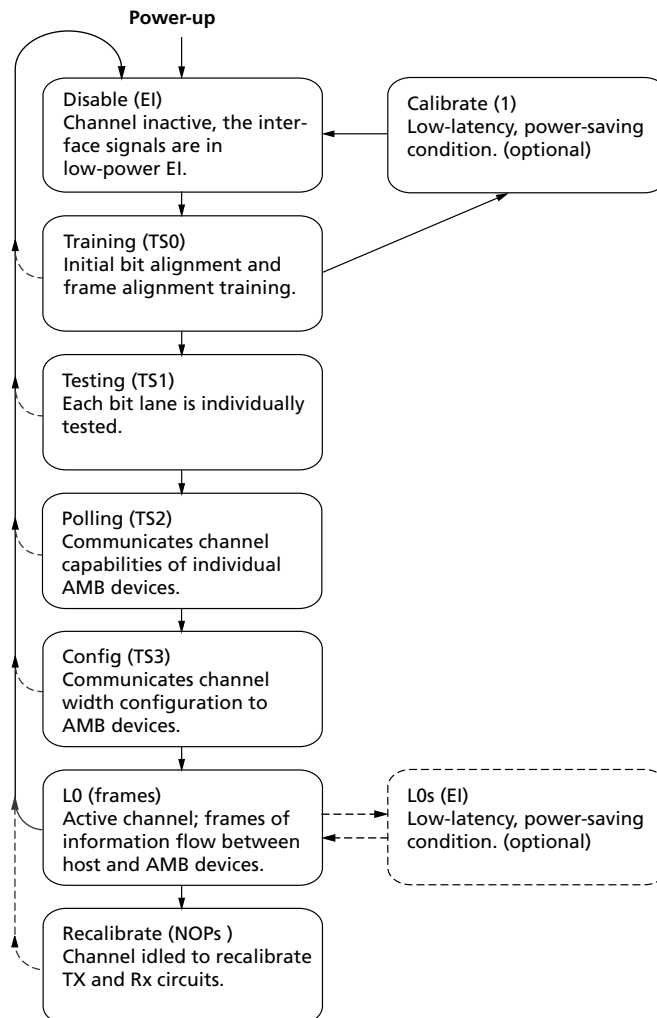 Power-up
Disable (EI)
Channel inactive, the inter-
face signals are in
low-power EI.
Calibrate (1)
Low-latency, power-saving
condition. (optional)
Training (TS0)
Initial bit alignment and
frame alignment training.
Testing (TS1)
Each bit lane is individually
tested.
Polling (TS2)
Communicates channel
capabilities of individual
AMB devices.
Config (TS3)
Communicates channel
width configuration to
AMB devices.
L0 (frames)
Active channel; frames of
information flow between
host and AMB devices.
L0s (EI)
Low-latency, power-saving
condition. (optional)
Recalibrate (NOPs )
Channel idled to recalibrate
TX and Rx circuits.